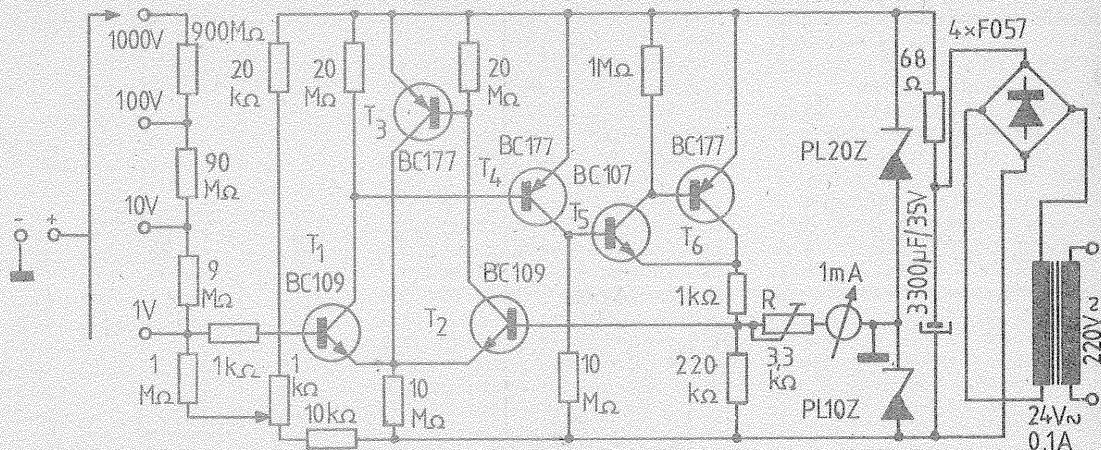 1000V
900MΩ
20
kΩ
20
MΩ
20
MΩ
1MΩ
68
Ω
4×F057
100V
T3
BC177
BC177
BC177
PL20Z
90
MΩ
T4
BC107
10V
T5
T6
- +
9
MΩ
T1
BC109
BC109
T2
1kΩ
R
1mA
3300μF/35V
220V~
1V
1
MΩ
1kΩ
1
kΩ
10kΩ
10
MΩ
10
MΩ
220
kΩ
3,3
kΩ
PL10Z
24V~
0.1A